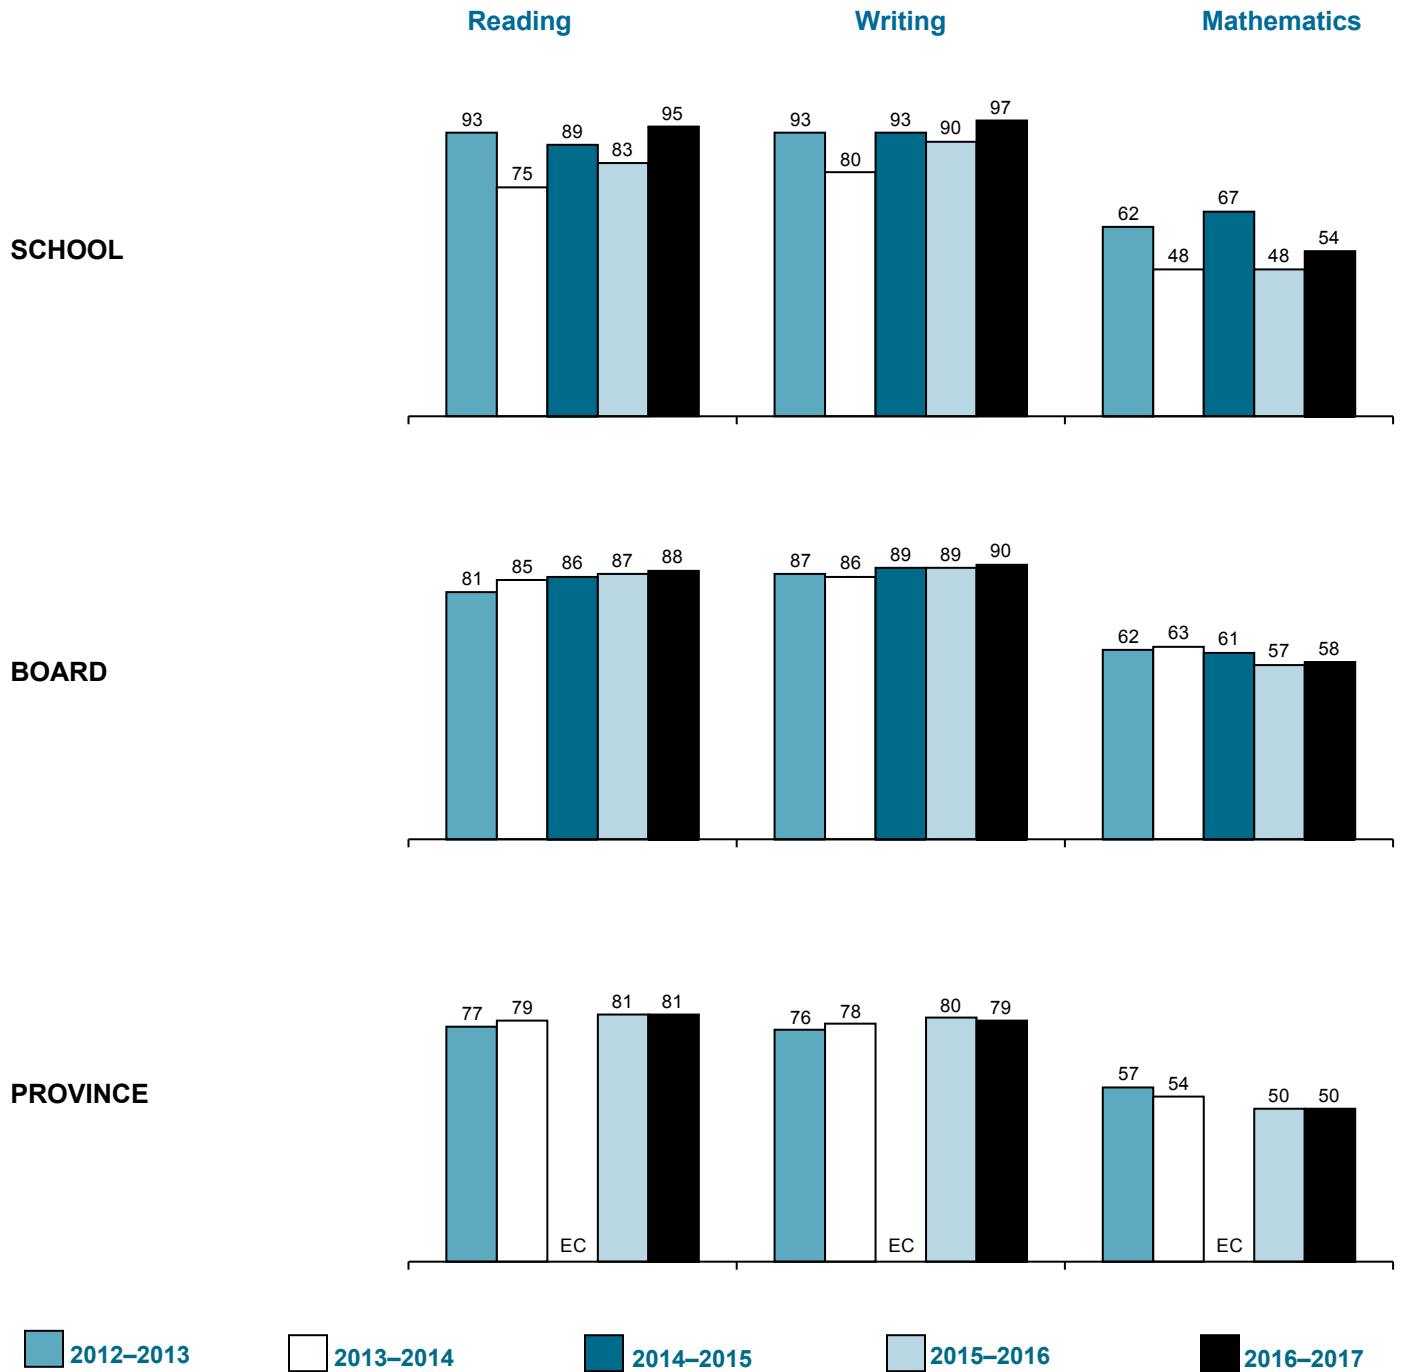 Reading Writing Mathematics
SCHOOL
93 75 89 83 95 93 80 93 90 97 62 48 67 48 54
BOARD
81 85 86 87 88 87 86 89 89 90 62 63 61 57 58
PROVINCE
77 79 EC 81 81 76 78 EC 80 79 57 54 EC 50 50
2012–2013 2013–2014 2014–2015 2015–2016 2016–2017